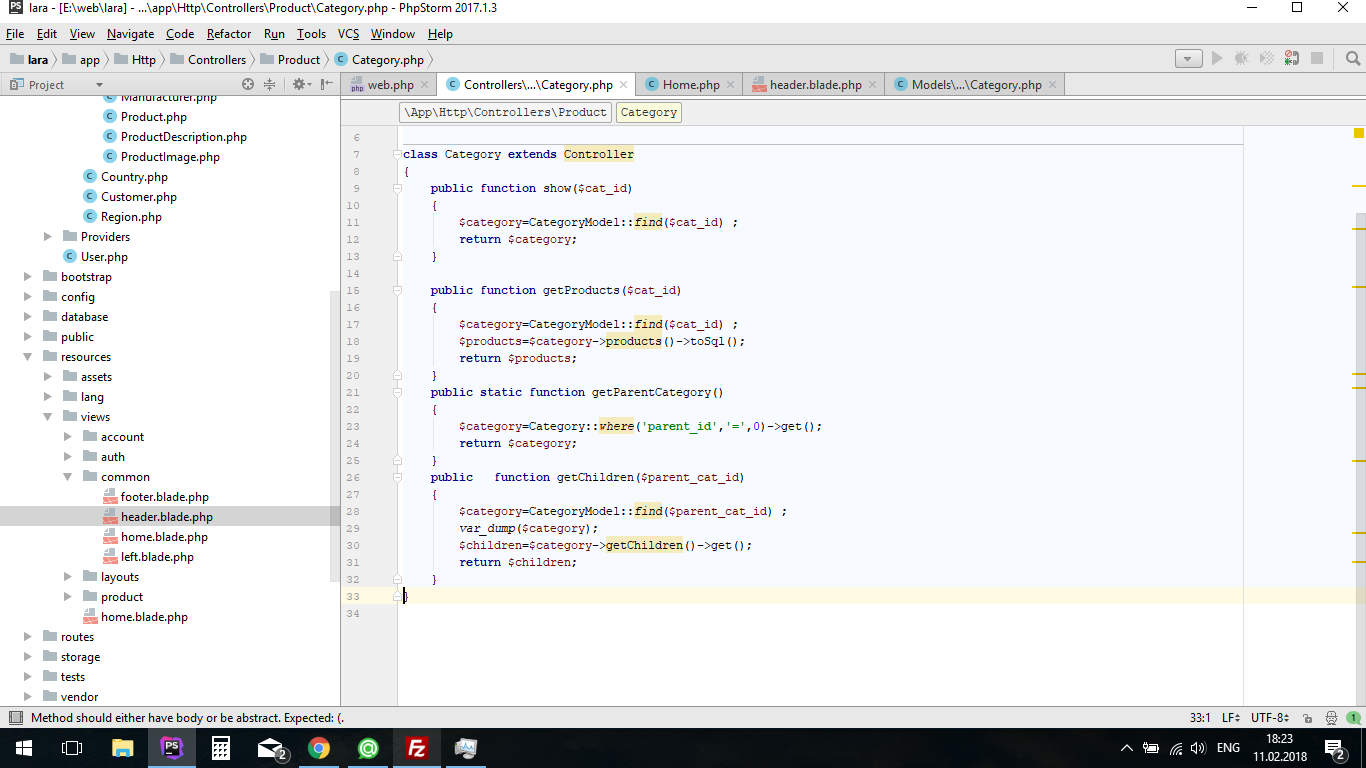 lara - [E:\web\lara] - ...\app\Http\Controllers\Product\Category.php - PhpStorm 2017.1.3
File Edit View Navigate Code Refactor Run Tools VCS Window Help
lara app Http Controllers Product Category.php
Project
web.php Controllers\...\Category.php Home.php header.blade.php Models\...\Category.php
\App\Http\Controllers\Product Category
Manufacturer.php
Product.php
ProductDescription.php
ProductImage.php
Country.php
Customer.php
Region.php
Providers
User.php
bootstrap
config
database
public
resources
assets
lang
views
account
auth
common
footer.blade.php
header.blade.php
home.blade.php
left.blade.php
layouts
product
home.blade.php
routes
storage
tests
vendor
6
7 class Category extends Controller
8 {
9 public function show($cat_id)
10 {
11 $category=CategoryModel::find($cat_id) ;
12 return $category;
13 }
14
15 public function getProducts($cat_id)
16 {
17 $category=CategoryModel::find($cat_id) ;
18 $products=$category->products()->toSql();
19 return $products;
20 }
21 public static function getParentCategory()
22 {
23 $category=Category::where('parent_id','=',0)->get();
24 return $category;
25 }
26 public   function getChildren($parent_cat_id)
27 {
28 $category=CategoryModel::find($parent_cat_id) ;
29 var_dump($category);
30 $children=$category->getChildren()->get();
31 return $children;
32 }
33 }
34
Method should either have body or be abstract. Expected: (. 33:1 LF UTF-8 1
PS 2 Fz ENG 18:23 11.02.2018 2